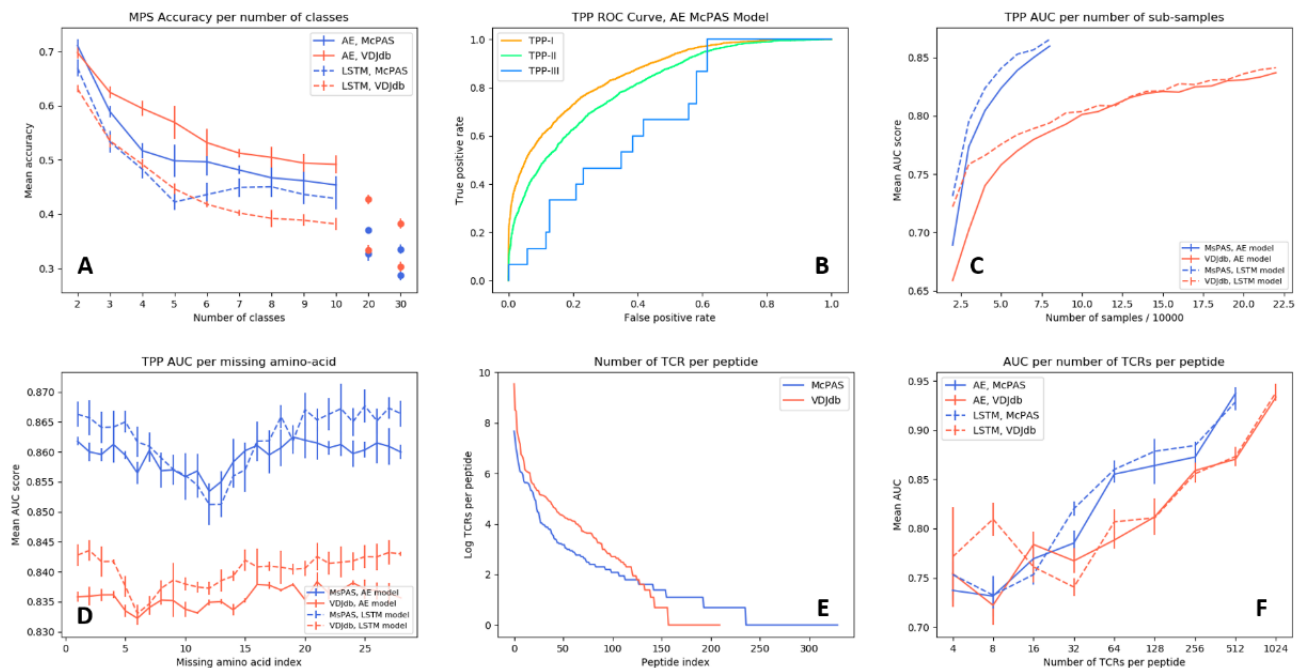 MPS Accuracy per number of classes
0.7
0.6
0.5
0.4
0.3
Mean accuracy
AE, McPAS
AE, VDJdb
LSTM, McPAS
LSTM, VDJdb
A
2 3 4 5 6 7 8 9 10 20 30
Number of classes
TPP ROC Curve, AE McPAS Model
1.0
0.8
0.6
0.4
0.2
0.0
True positive rate
TPP-I
TPP-II
TPP-III
B
0.0 0.2 0.4 0.6 0.8 1.0
False positive rate
TPP AUC per number of sub-samples
0.85
0.80
0.75
0.70
0.65
Mean AUC score
MsPAS, AE model
VDJdb, AE model
MsPAS, LSTM model
VDJdb, LSTM model
C
2.5 5.0 7.5 10.0 12.5 15.0 17.5 20.0 22.5
Number of samples / 10000
TPP AUC per missing amino-acid
0.870
0.865
0.860
0.855
0.850
0.845
0.840
0.835
0.830
Mean AUC score
MsPAS, AE model
VDJdb, AE model
MsPAS, LSTM model
VDJdb, LSTM model
D
0 5 10 15 20 25
Missing amino acid index
Number of TCR per peptide
10
8
6
4
2
0
Log TCRs per peptide
McPAS
VDJdb
E
0 50 100 150 200 250 300
Peptide index
AUC per number of TCRs per peptide
0.95
0.90
0.85
0.80
0.75
0.70
Mean AUC
AE, McPAS
AE, VDJdb
LSTM, McPAS
LSTM, VDJdb
F
4 8 16 32 64 128 256 512 1024
Number of TCRs per peptide